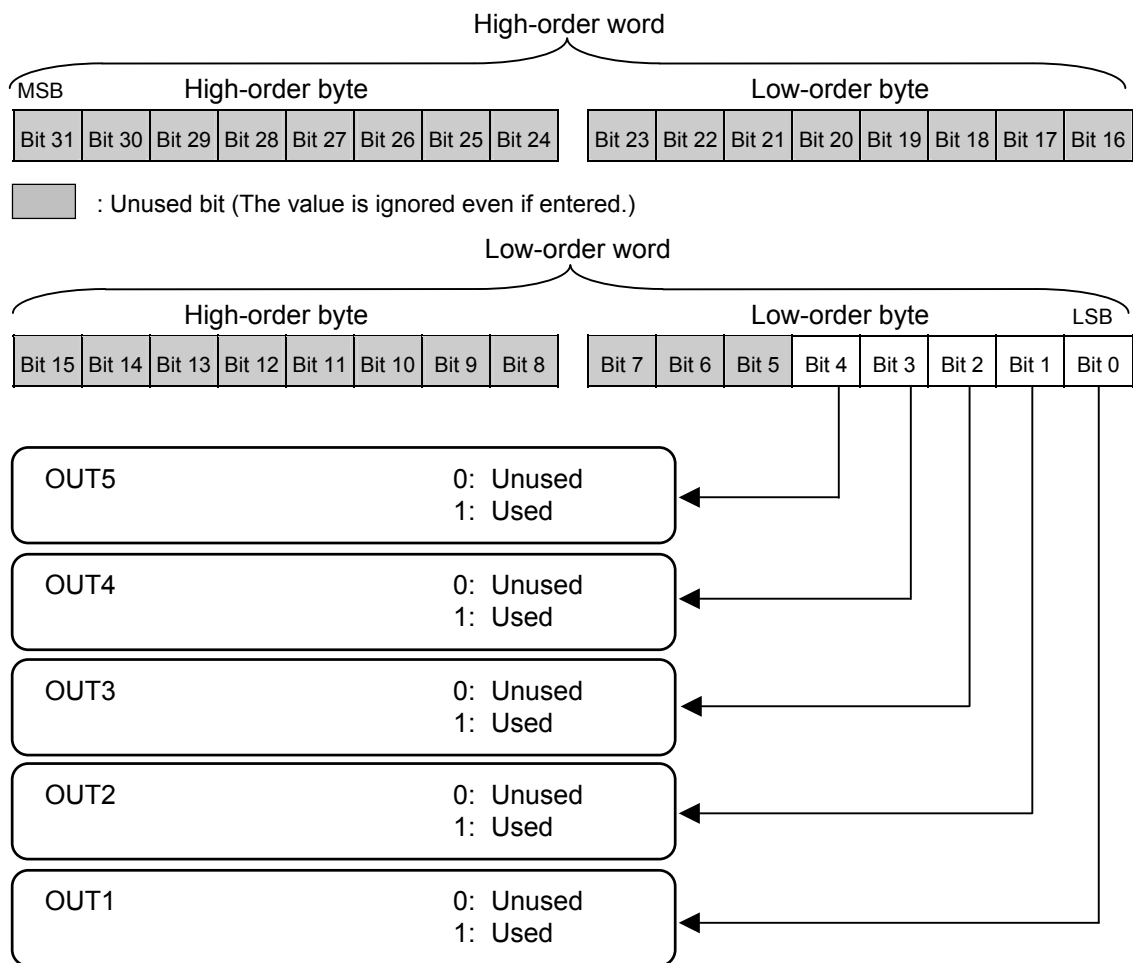 High-order word
MSB High-order byte Low-order byte
Bit 31 Bit 30 Bit 29 Bit 28 Bit 27 Bit 26 Bit 25 Bit 24 Bit 23 Bit 22 Bit 21 Bit 20 Bit 19 Bit 18 Bit 17 Bit 16
: Unused bit (The value is ignored even if entered.)
Low-order word
High-order byte Low-order byte LSB
Bit 15 Bit 14 Bit 13 Bit 12 Bit 11 Bit 10 Bit 9 Bit 8 Bit 7 Bit 6 Bit 5 Bit 4 Bit 3 Bit 2 Bit 1 Bit 0
OUT5 0: Unused
1: Used
OUT4 0: Unused
1: Used
OUT3 0: Unused
1: Used
OUT2 0: Unused
1: Used
OUT1 0: Unused
1: Used